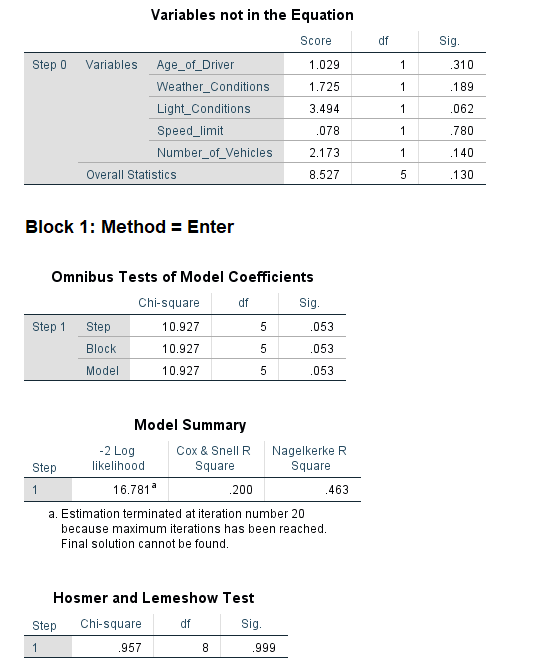 Variables not in the Equation
Score df Sig.
Step 0 Variables Age_of_Driver 1.029 1 .310
Weather_Conditions 1.725 1 .189
Light_Conditions 3.494 1 .062
Speed_limit .078 1 .780
Number_of_Vehicles 2.173 1 .140
Overall Statistics 8.527 5 .130
Block 1: Method = Enter
Omnibus Tests of Model Coefficients
Chi-square df Sig.
Step 1 Step 10.927 5 .053
Block 10.927 5 .053
Model 10.927 5 .053
Model Summary
Step -2 Log likelihood Cox & Snell R Square Nagelkerke R Square
1 16.781a .200 .463
a. Estimation terminated at iteration number 20
because maximum iterations has been reached.
Final solution cannot be found.
Hosmer and Lemeshow Test
Step Chi-square df Sig.
1 .957 8 .999